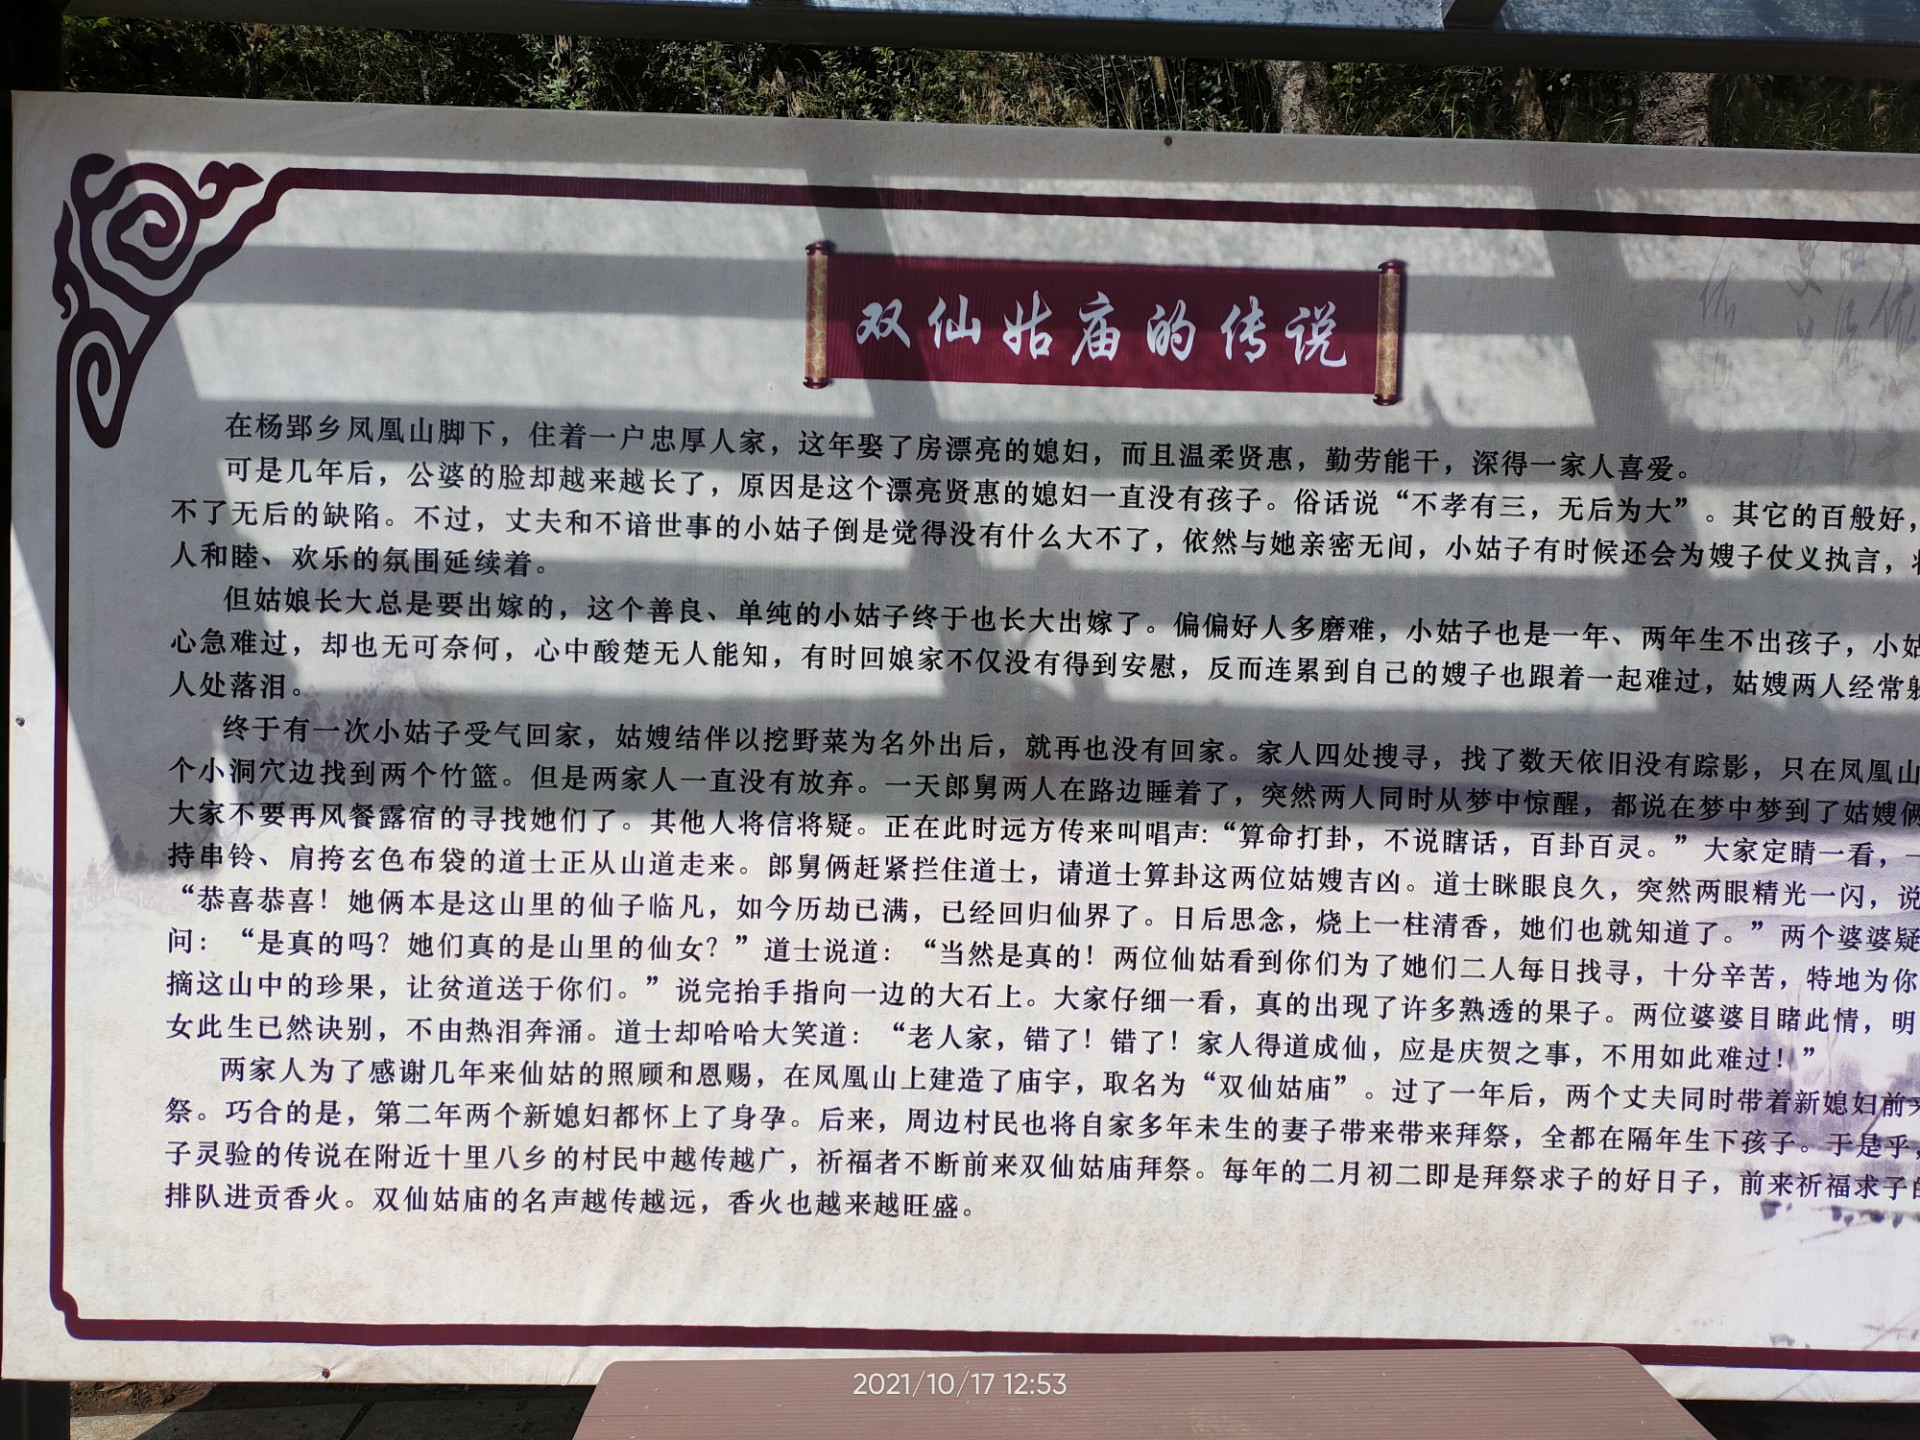 双仙姑庙的传说
在杨郢乡凤凰山脚下，住着一户忠厚人家，这年娶了房漂亮的媳妇，而且温柔贤惠，勤劳能干，深得一家人喜爱。
可是几年后，公婆的脸却越来越长了，原因是这个漂亮贤惠的媳妇一直没有孩子。俗话说“不孝有三，无后为大”。其它的百般好，
不了无后的缺陷。不过，丈夫和不谙世事的小姑子倒是觉得没有什么大不了，依然与她亲密无间，小姑子有时候还会为嫂子仗义执言，
人和睦、欢乐的氛围延续着。
但姑娘长大总是要出嫁的，这个善良、单纯的小姑子终于也长大出嫁了。偏偏好人多磨难，小姑子也是一年、两年生不出孩子，小姑
心急难过，却也无可奈何，心中酸楚无人能知，有时回娘家不仅没有得到安慰，反而连累到自己的嫂子也跟着一起难过，姑嫂两人经常躲
人处落泪。
终于有一次小姑子受气回家，姑嫂结伴以挖野菜为名外出后，就再也没有回家。家人四处搜寻，找了数天依旧没有踪影，只在凤凰山
个小洞穴边找到两个竹篮。但是两家人一直没有放弃。一天郎舅两人在路边睡着了，突然两人同时从梦中惊醒，都说在梦中梦到了姑嫂俩
大家不要再风餐露宿的寻找她们了。其他人将信将疑。正在此时远方传来叫唱声：“算命打卦，不说瞎话，百卦百灵。”大家定睛一看，一
持串铃、肩挎玄色布袋的道士正从山道走来。郎舅俩赶紧拦住道士，请道士算卦这两位姑嫂吉凶。道士眯眼良久，突然两眼精光一闪，说
“恭喜恭喜！她俩本是这山里的仙子临凡，如今历劫已满，已经回归仙界了。日后思念，烧上一柱清香，她们也就知道了。”两个婆婆疑
问：“是真的吗？她们真的是山里的仙女？”道士说道：“当然是真的！两位仙姑看到你们为了她们二人每日找寻，十分辛苦，特地为你
摘这山中的珍果，让贫道送于你们。”说完抬手指向一边的大石上。大家仔细一看，真的出现了许多熟透的果子。两位婆婆目睹此情，明
女此生已然诀别，不由热泪奔涌。道士却哈哈大笑道：“老人家，错了！错了！家人得道成仙，应是庆贺之事，不用如此难过！”
两家人为了感谢几年来仙姑的照顾和恩赐，在凤凰山上建造了庙宇，取名为“双仙姑庙”。过了一年后，两个丈夫同时带着新媳妇前来
祭。巧合的是，第二年两个新媳妇都怀上了身孕。后来，周边村民也将自家多年未生的妻子带来带来拜祭，全都在隔年生下孩子。于是乎，
子灵验的传说在附近十里八乡的村民中越传越广，祈福者不断前来双仙姑庙拜祭。每年的二月初二即是拜祭求子的好日子，前来祈福求子的
排队进贡香火。双仙姑庙的名声越传越远，香火也越来越旺盛。
2021/10/17 12:53